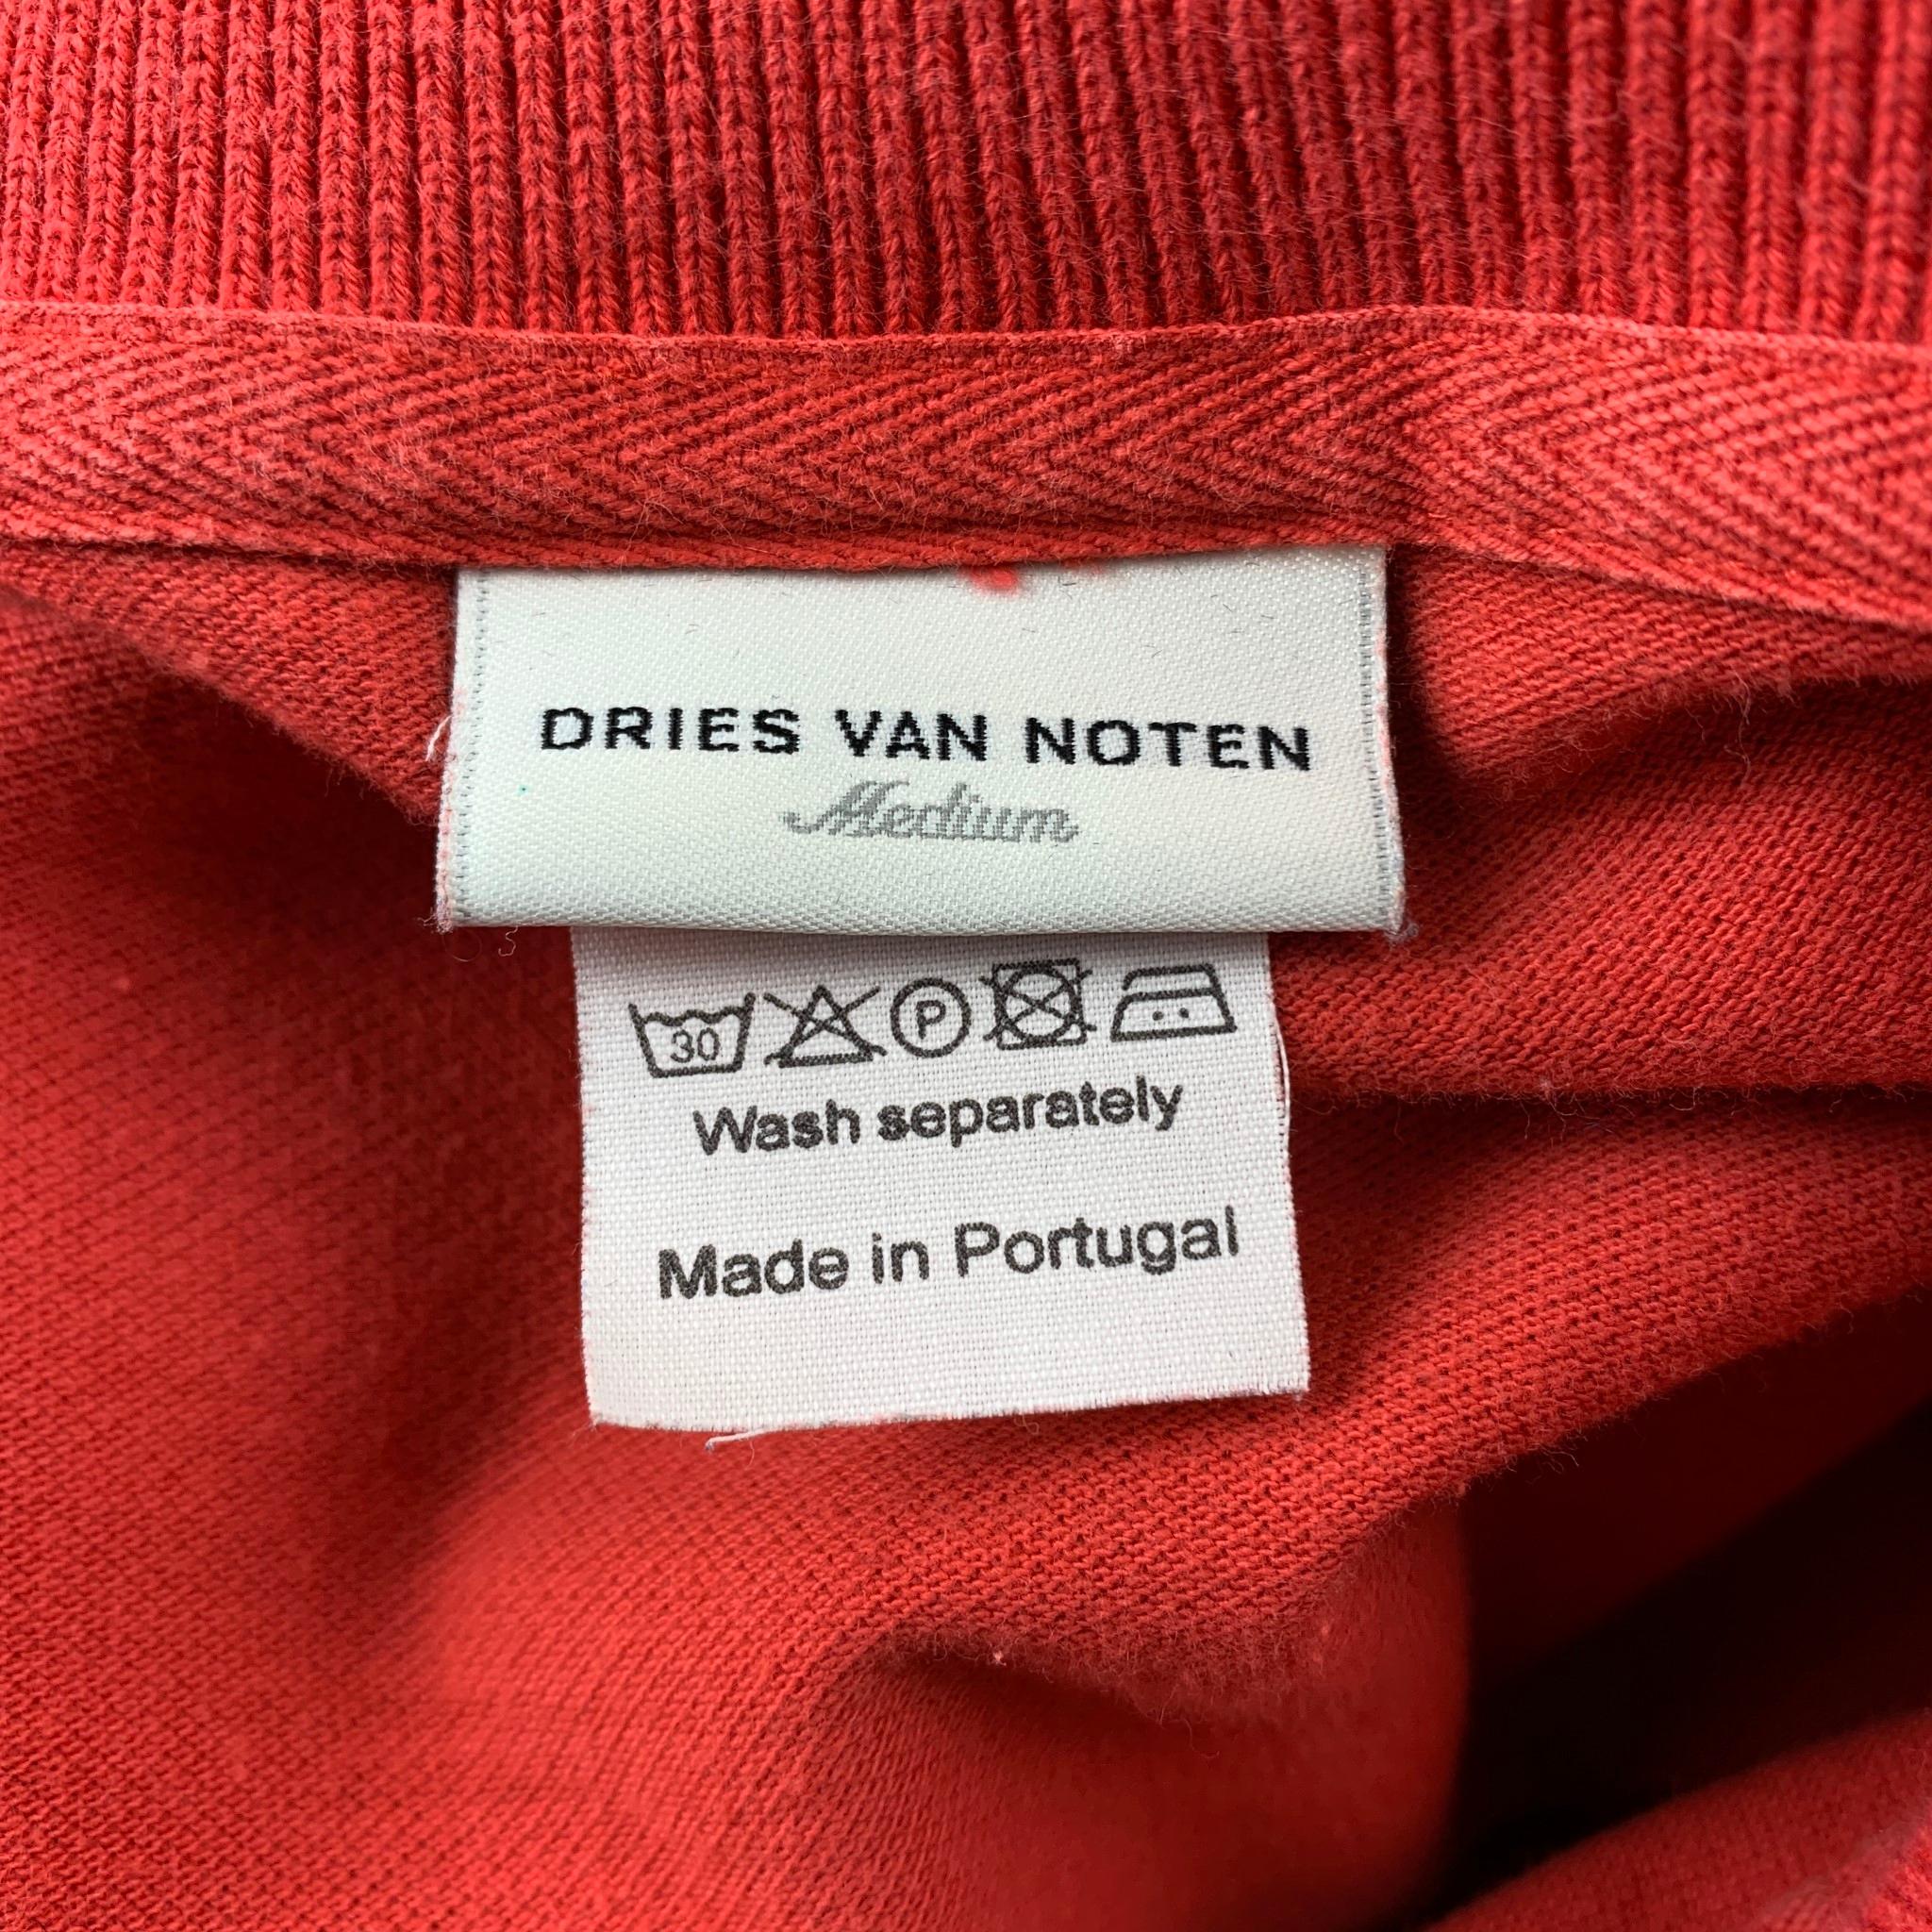 DRIES VAN NOTEN
Medium
30 P
Wash separately
Made in Portugal